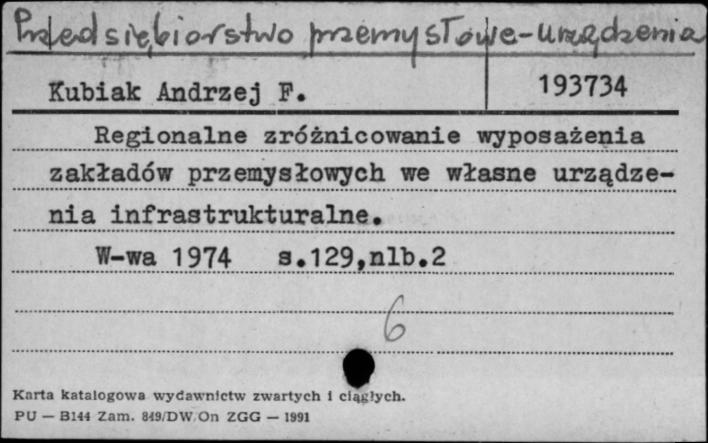 Przedsiębiorstwo przemysłowe-urządzenia
Kubiak Andrzej F.
193734
Regionalne zróżnicowanie wyposażenia
zakładów przemysłowych we własne urządze-
nia infrastrukturalne.
W-wa 1974 s.129,nlb.2
6
Karta katalogowa wydawnictw zwartych i ciągłych.
PU — B144 Zam. 849/DW/On ZGG — 1991